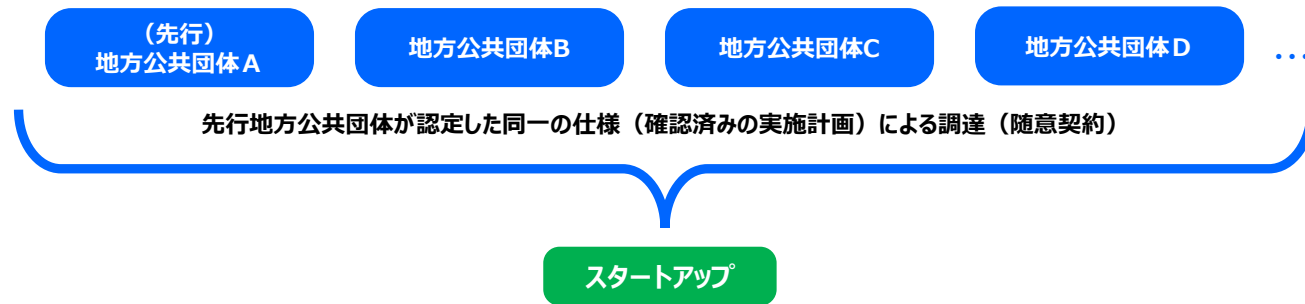 （先行）
地方公共団体A
地方公共団体B
地方公共団体C
地方公共団体D
…
先行地方公共団体が認定した同一の仕様（確認済みの実施計画）による調達（随意契約）
スタートアップ